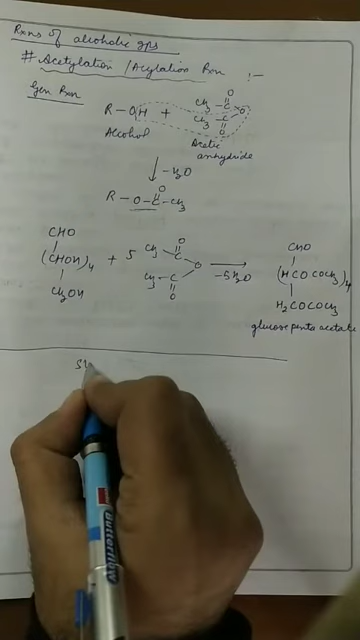 Rxns of alcoholic gps
# Acetylation / Acylation Rxn :-
Gen Rxn
R-OH + CH3-C(=O)-O-C(=O)-CH3
Alcohol Acetic anhydride
↓ -H2O
R-O-C(=O)-CH3
CHO (CHOH)4 CH2OH + 5 CH3-C(=O)-O-C(=O)-CH3 → -5H2O CHO (HCOCOCH3)4 H2COCOCH3
glucose penta acetate
Butterflow